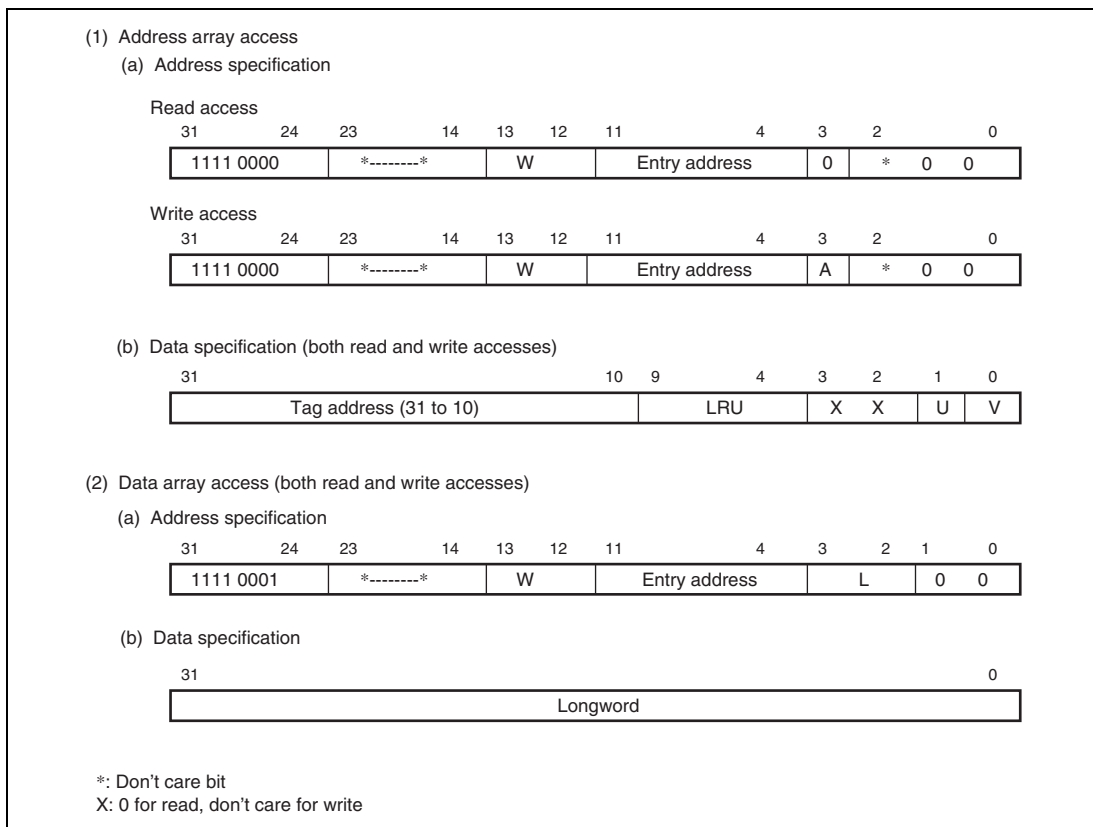 (1) Address array access
(a) Address specification
Read access
31 24 23 14 13 12 11 4 3 2 0
1111 0000 *--------* W Entry address 0 * 0 0
Write access
31 24 23 14 13 12 11 4 3 2 0
1111 0000 *--------* W Entry address A * 0 0
(b) Data specification (both read and write accesses)
31 10 9 4 3 2 1 0
Tag address (31 to 10) LRU X X U V
(2) Data array access (both read and write accesses)
(a) Address specification
31 24 23 14 13 12 11 4 3 2 1 0
1111 0001 *--------* W Entry address L 0 0
(b) Data specification
31 0
Longword
*: Don't care bit
X: 0 for read, don't care for write